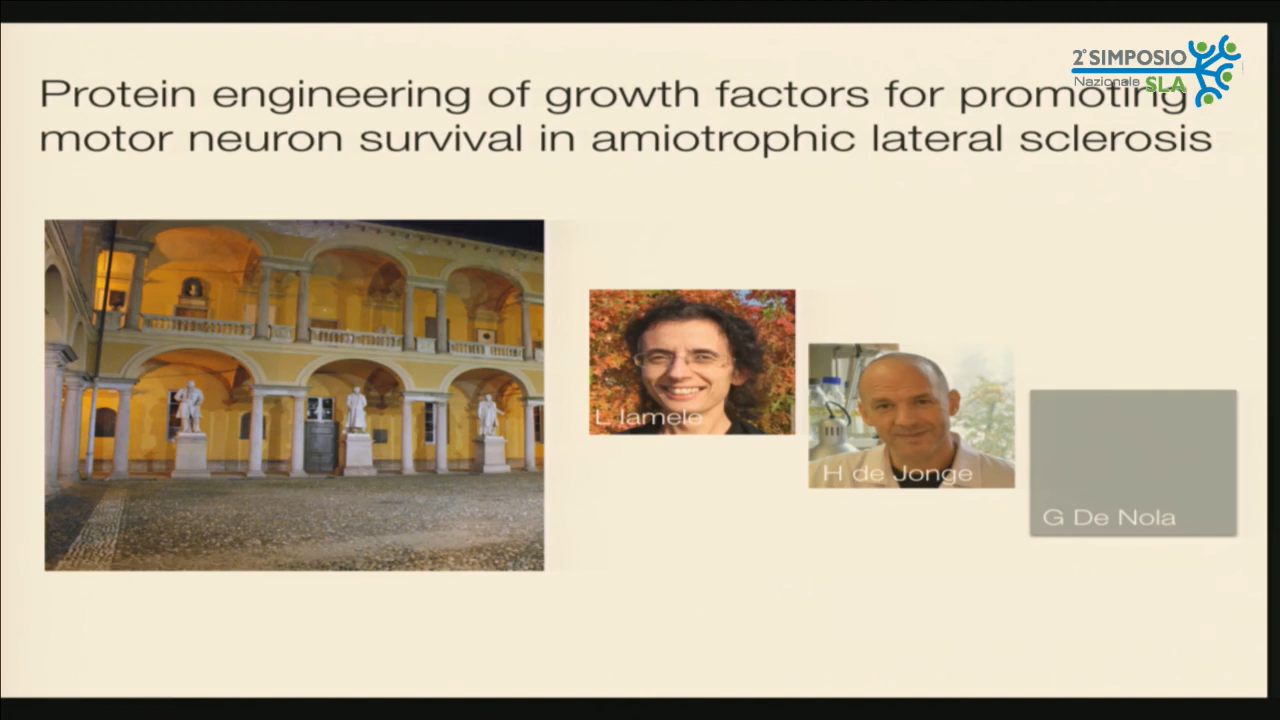 2° SIMPOSIO
Nazionale SLA
Protein engineering of growth factors for promoting
motor neuron survival in amiotrophic lateral sclerosis
L Iamele
H de Jonge
G De Nola